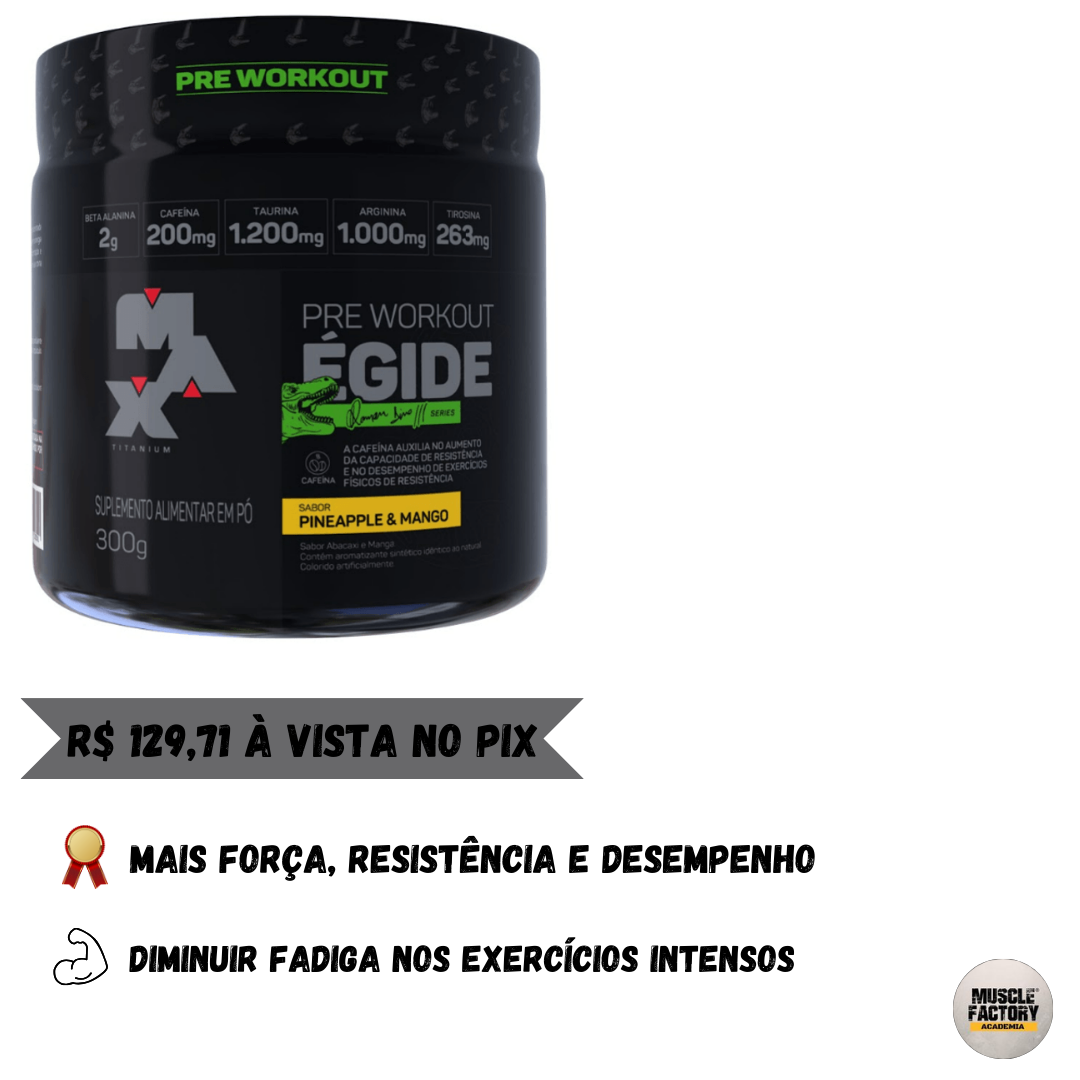 PRE WORKOUT
BETA ALANINA
2g
CAFEÍNA
200mg
TAURINA
1.200mg
ARGININA
1.000mg
TIROSINA
263mg
MAX
TITANIUM
PRE WORKOUT
ÉGIDE
SERIES
A CAFEÍNA AUXILIA NO AUMENTO
DA CAPACIDADE DE RESISTÊNCIA
E NO DESEMPENHO DE EXERCÍCIOS
FÍSICOS DE RESISTÊNCIA
CAFEÍNA
SUPLEMENTO ALIMENTAR EM PÓ
300g
SABOR
PINEAPPLE & MANGO
Sabor Abacaxi e Manga
Contém aromatizante sintético idêntico ao natural
Colorido artificialmente
R$ 129,71 À VISTA NO PIX
MAIS FORÇA, RESISTÊNCIA E DESEMPENHO
DIMINUIR FADIGA NOS EXERCÍCIOS INTENSOS
MUSCLE
FACTORY
ACADEMIA